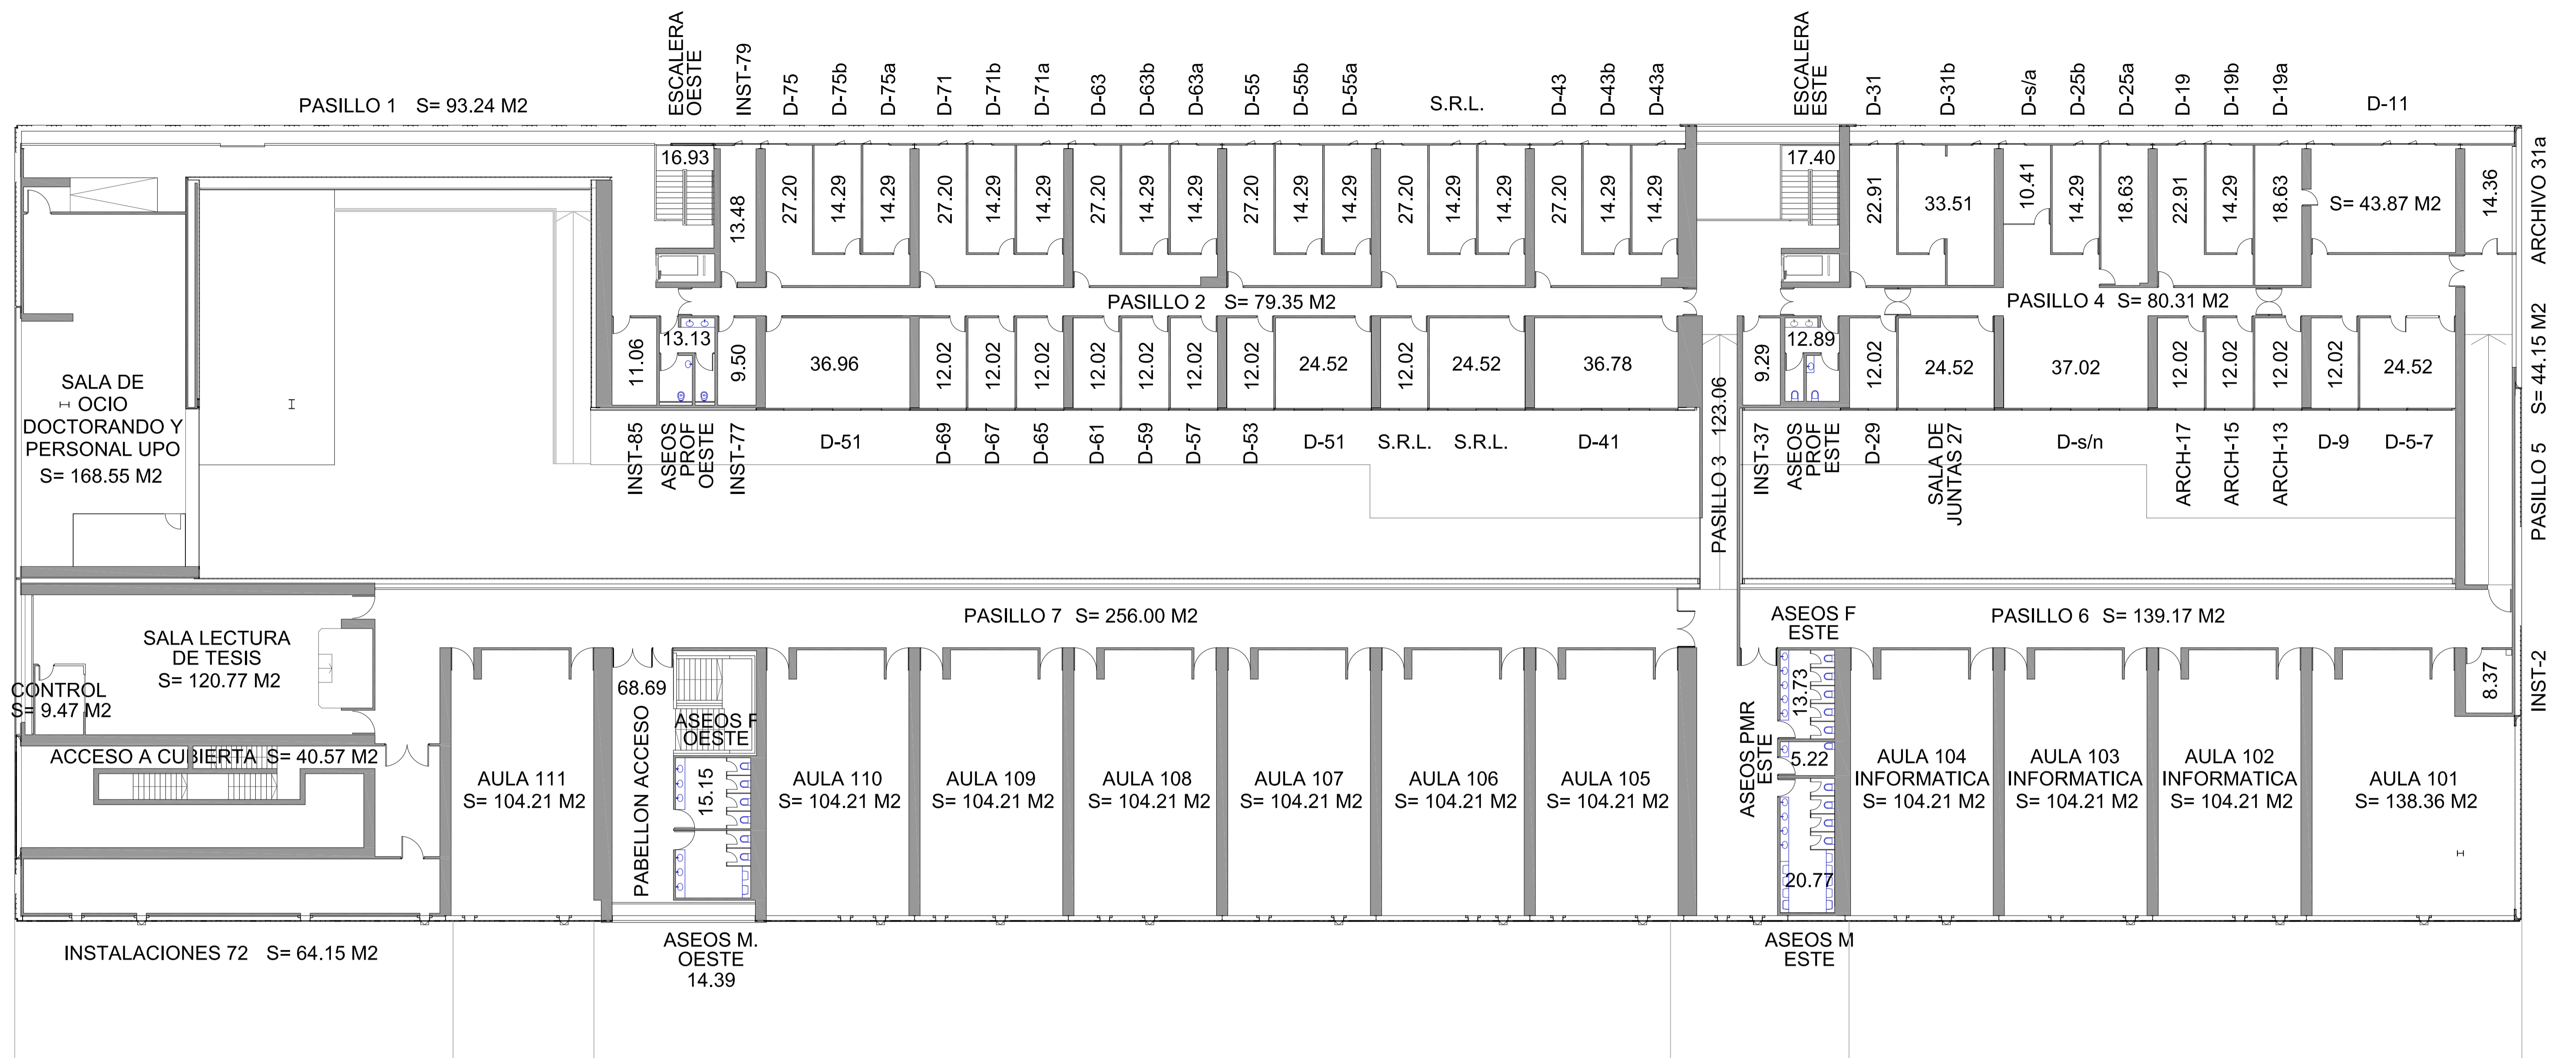 PASILLO 1 S= 93.24 M2
ESCALERA
OESTE
INST-79
D-75
D-75b
D-75a
D-71
D-71b
D-71a
D-63
D-63b
D-63a
D-55
D-55b
D-55a
S.R.L.
D-43
D-43b
D-43a
ESCALERA
ESTE
D-31
D-31b
D-s/a
D-25b
D-25a
D-19
D-19b
D-19a
D-11
16.93
13.48
27.20
14.29
14.29
27.20
14.29
14.29
27.20
14.29
14.29
27.20
14.29
14.29
27.20
14.29
14.29
27.20
14.29
14.29
17.40
22.91
33.51
10.41
14.29
18.63
22.91
14.29
18.63
S= 43.87 M2
14.36
ARCHIVO 31a
PASILLO 2 S= 79.35 M2
PASILLO 4 S= 80.31 M2
11.06
13.13
9.50
36.96
12.02
12.02
12.02
12.02
12.02
12.02
12.02
24.52
12.02
24.52
36.78
9.29
12.89
12.02
24.52
37.02
12.02
12.02
12.02
12.02
24.52
PASILLO 5 S= 44.15 M2
SALA DE
OCIO
DOCTORANDO Y
PERSONAL UPO
S= 168.55 M2
INST-85
ASEOS
PROF
OESTE
INST-77
D-51
D-69
D-67
D-65
D-61
D-59
D-57
D-53
D-51
S.R.L.
S.R.L.
D-41
PASILLO 3 123.06
INST-37
ASEOS
PROF
ESTE
D-29
SALA DE
JUNTAS 27
D-s/n
ARCH-17
ARCH-15
ARCH-13
D-9
D-5-7
PASILLO 7 S= 256.00 M2
ASEOS F
ESTE
PASILLO 6 S= 139.17 M2
SALA LECTURA
DE TESIS
S= 120.77 M2
CONTROL
S= 9.47 M2
ACCESO A CUBIERTA S= 40.57 M2
68.69
PABELLON ACCESO
ASEOS F
OESTE
15.15
13.73
ASEOS PMR
ESTE
5.22
20.77
8.37
INST-2
AULA 111
S= 104.21 M2
AULA 110
S= 104.21 M2
AULA 109
S= 104.21 M2
AULA 108
S= 104.21 M2
AULA 107
S= 104.21 M2
AULA 106
S= 104.21 M2
AULA 105
S= 104.21 M2
AULA 104
INFORMATICA
S= 104.21 M2
AULA 103
INFORMATICA
S= 104.21 M2
AULA 102
INFORMATICA
S= 104.21 M2
AULA 101
S= 138.36 M2
INSTALACIONES 72 S= 64.15 M2
ASEOS M.
OESTE
14.39
ASEOS M
ESTE